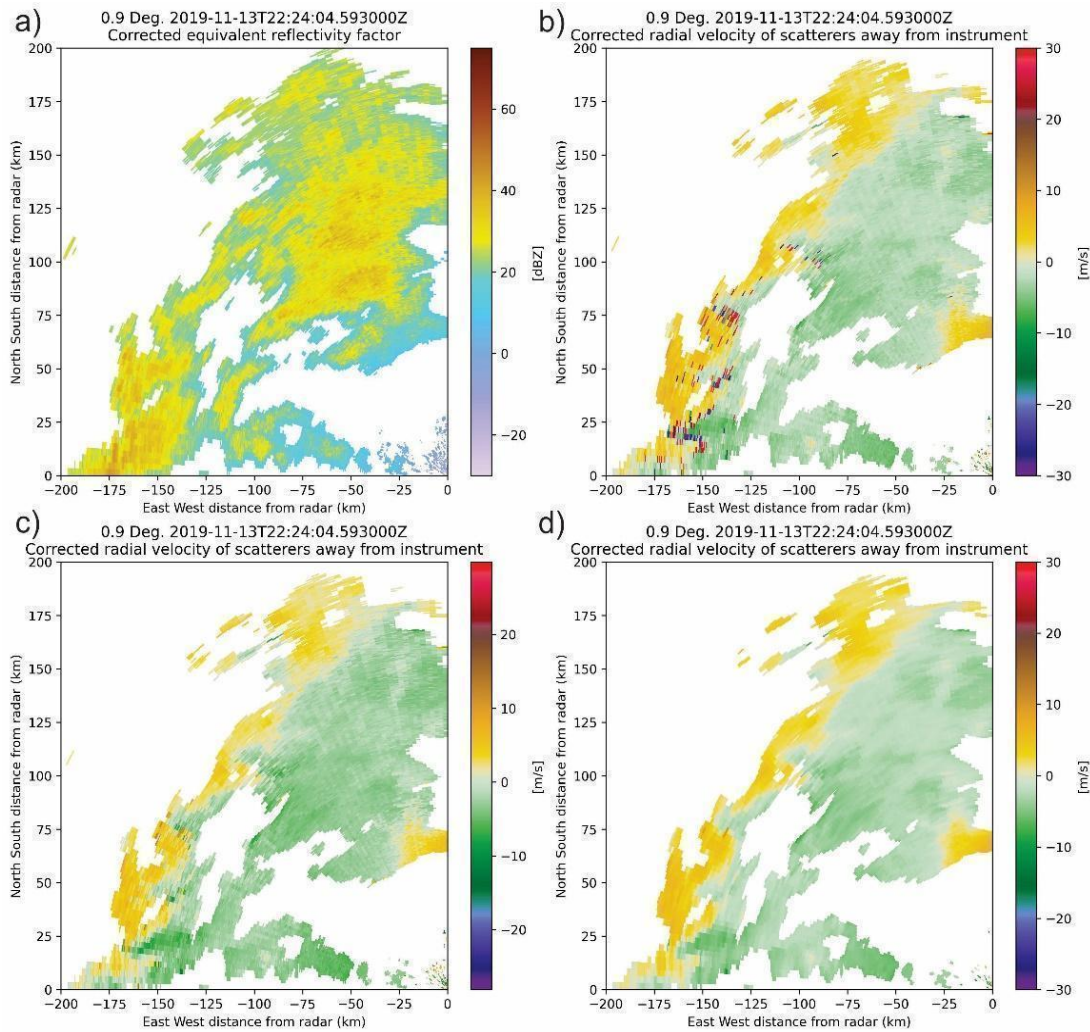 a)
0.9 Deg. 2019-11-13T22:24:04.593000Z
Corrected equivalent reflectivity factor
200
175
150
125
100
75
50
25
0
North South distance from radar (km)
−200 −175 −150 −125 −100 −75 −50 −25 0
East West distance from radar (km)
60
40
20
0
−20
[dBZ]
b)
0.9 Deg. 2019-11-13T22:24:04.593000Z
Corrected radial velocity of scatterers away from instrument
200
175
150
125
100
75
50
25
0
North South distance from radar (km)
−200 −175 −150 −125 −100 −75 −50 −25 0
East West distance from radar (km)
30
20
10
0
−10
−20
−30
[m/s]
c)
0.9 Deg. 2019-11-13T22:24:04.593000Z
Corrected radial velocity of scatterers away from instrument
200
175
150
125
100
75
50
25
0
North South distance from radar (km)
−200 −175 −150 −125 −100 −75 −50 −25 0
East West distance from radar (km)
20
10
0
−10
−20
[m/s]
d)
0.9 Deg. 2019-11-13T22:24:04.593000Z
Corrected radial velocity of scatterers away from instrument
200
175
150
125
100
75
50
25
0
North South distance from radar (km)
−200 −175 −150 −125 −100 −75 −50 −25 0
East West distance from radar (km)
30
20
10
0
−10
−20
−30
[m/s]